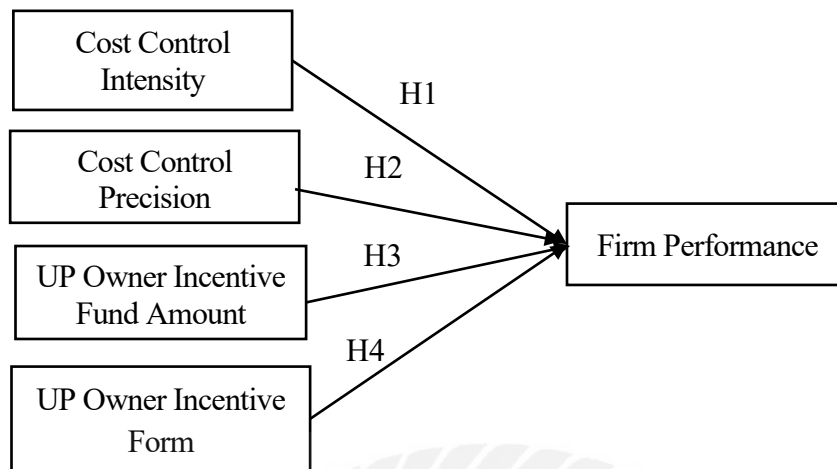 Cost Control
Intensity
H1
Cost Control
Precision
H2
UP Owner Incentive
Fund Amount
H3
Firm Performance
UP Owner Incentive
Form
H4